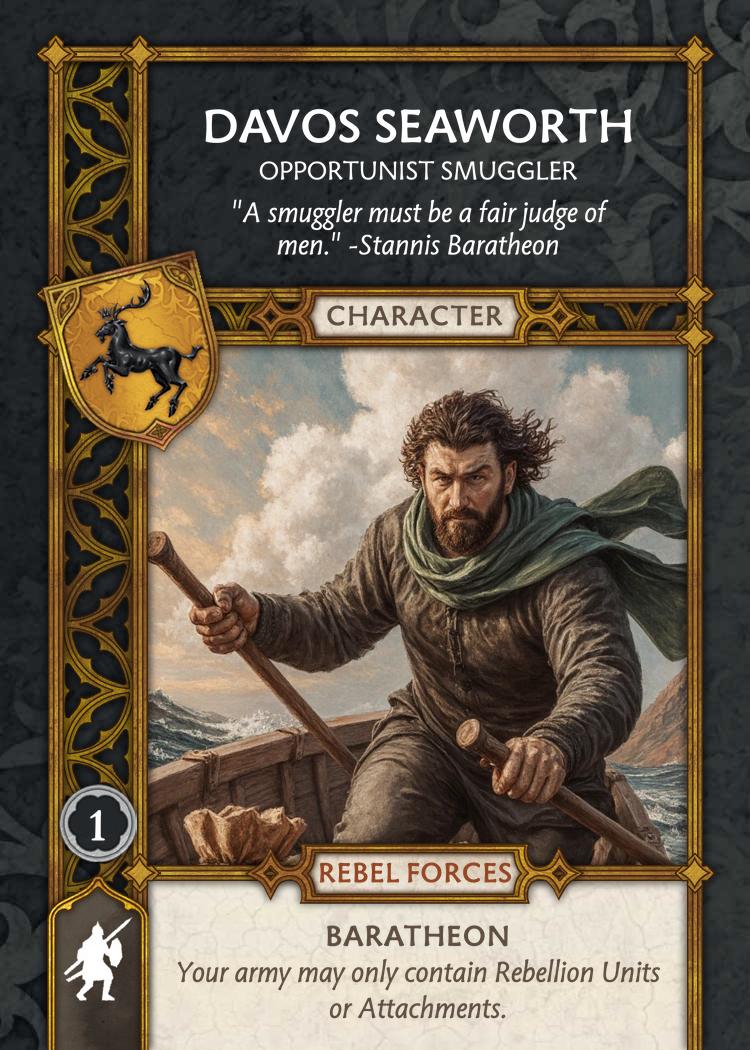 DAVOS SEAWORTH
OPPORTUNIST SMUGGLER
"A smuggler must be a fair judge of
men." -Stannis Baratheon
CHARACTER
1
REBEL FORCES
BARATHEON
Your army may only contain Rebellion Units
or Attachments.